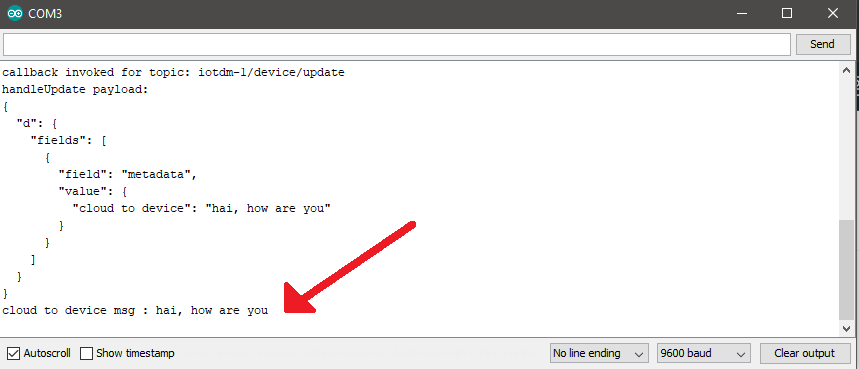 COM3
Send
callback invoked for topic: iotdm-1/device/update
handleUpdate payload:
{
  "d": {
    "fields": [
      {
        "field": "metadata",
        "value": {
          "cloud to device": "hai, how are you"
        }
      }
    ]
  }
}
cloud to device msg : hai, how are you
Autoscroll Show timestamp No line ending 9600 baud Clear output